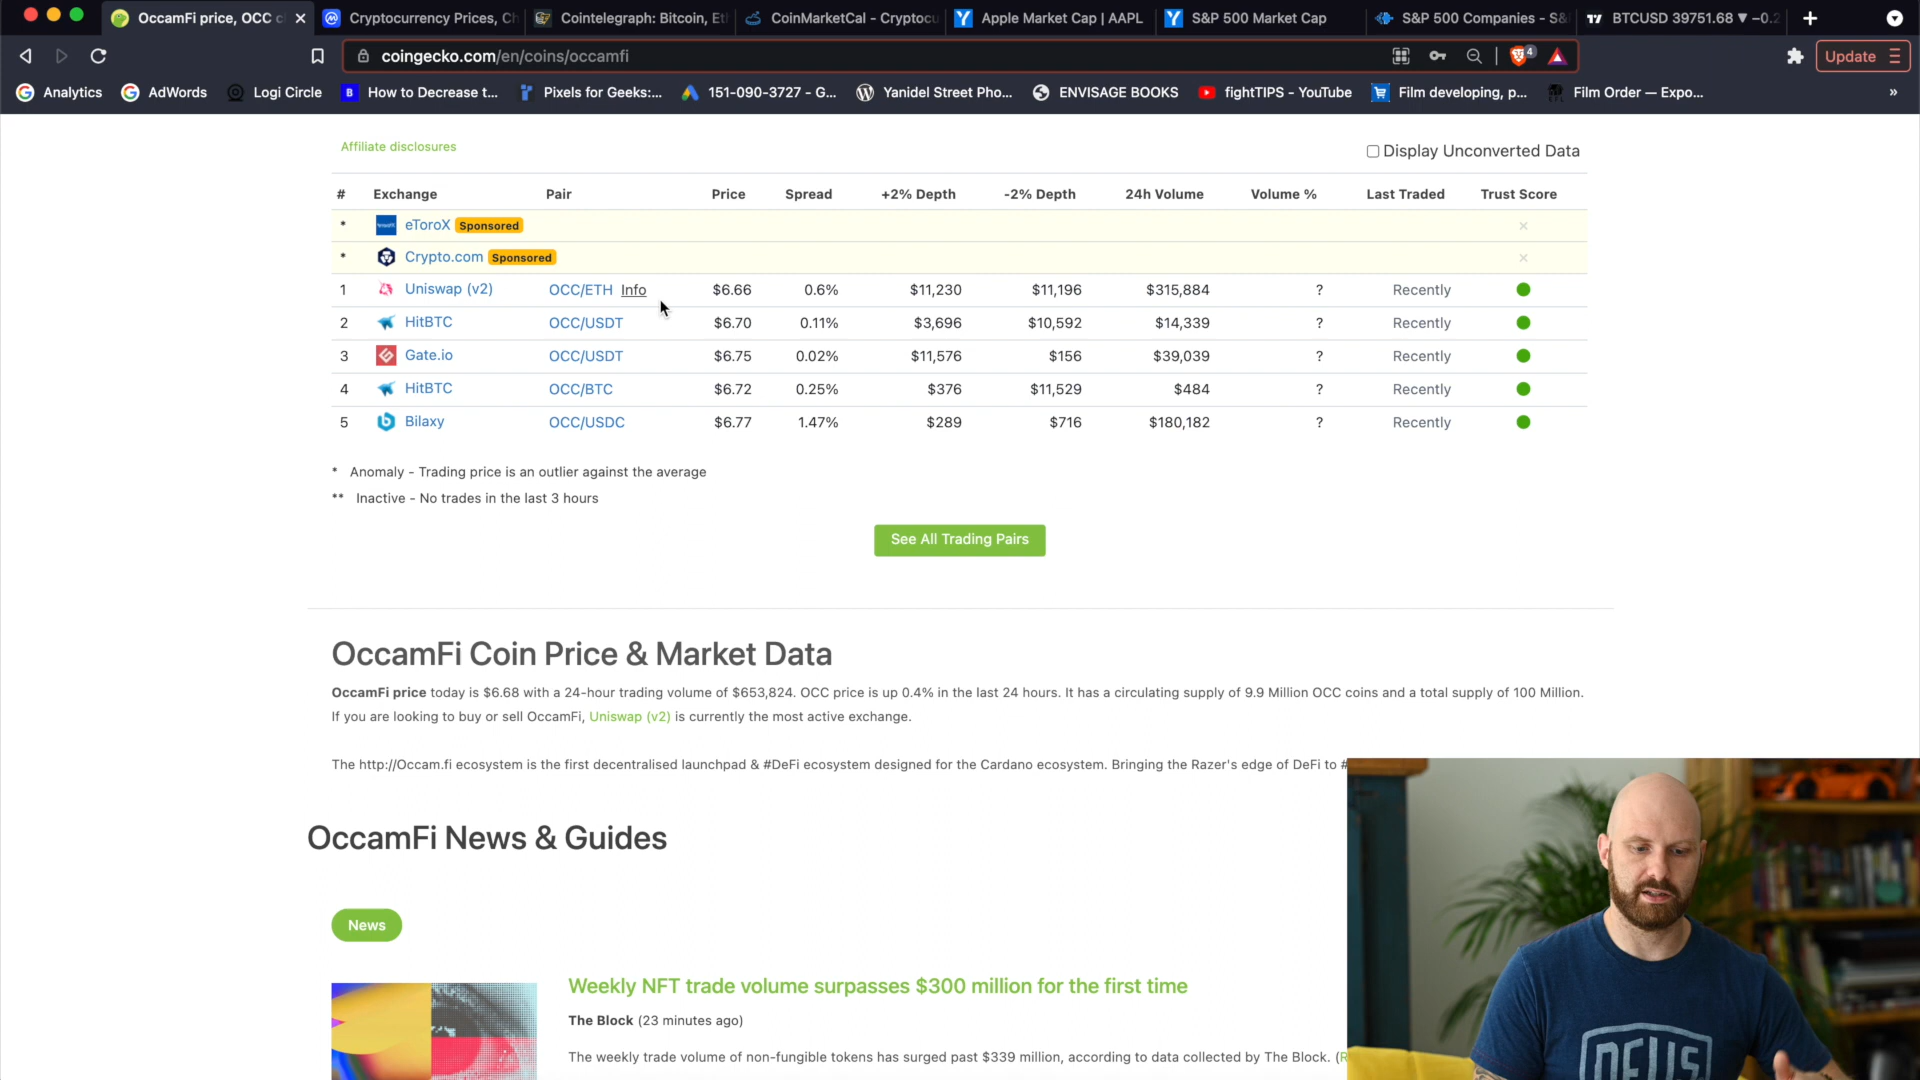 OccamFi price, OCC c
Cryptocurrency Prices, Ch
Cointelegraph: Bitcoin, Et
CoinMarketCal - Cryptocu
Apple Market Cap | AAPL
S&P 500 Market Cap
S&P 500 Companies - S&
BTCUSD 39751.68 ▼ −0.2
coingecko.com/en/coins/occamfi
4
Update
Analytics
AdWords
Logi Circle
How to Decrease t...
Pixels for Geeks:...
151-090-3727 - G...
Yanidel Street Pho...
ENVISAGE BOOKS
fightTIPS - YouTube
Film developing, p...
Film Order — Expo...
»
Affiliate disclosures
Display Unconverted Data
# Exchange Pair Price Spread +2% Depth -2% Depth 24h Volume Volume % Last Traded Trust Score
* eToroX Sponsored
* Crypto.com Sponsored
1 Uniswap (v2) OCC/ETH Info $6.66 0.6% $11,230 $11,196 $315,884 ? Recently
2 HitBTC OCC/USDT $6.70 0.11% $3,696 $10,592 $14,339 ? Recently
3 Gate.io OCC/USDT $6.75 0.02% $11,576 $156 $39,039 ? Recently
4 HitBTC OCC/BTC $6.72 0.25% $376 $11,529 $484 ? Recently
5 Bilaxy OCC/USDC $6.77 1.47% $289 $716 $180,182 ? Recently
* Anomaly - Trading price is an outlier against the average
** Inactive - No trades in the last 3 hours
See All Trading Pairs
OccamFi Coin Price & Market Data
OccamFi price today is $6.68 with a 24-hour trading volume of $653,824. OCC price is up 0.4% in the last 24 hours. It has a circulating supply of 9.9 Million OCC coins and a total supply of 100 Million.
If you are looking to buy or sell OccamFi, Uniswap (v2) is currently the most active exchange.
The http://Occam.fi ecosystem is the first decentralised launchpad & #DeFi ecosystem designed for the Cardano ecosystem. Bringing the Razer's edge of DeFi to #
OccamFi News & Guides
News
Weekly NFT trade volume surpasses $300 million for the first time
The Block (23 minutes ago)
The weekly trade volume of non-fungible tokens has surged past $339 million, according to data collected by The Block. (R
DEUS